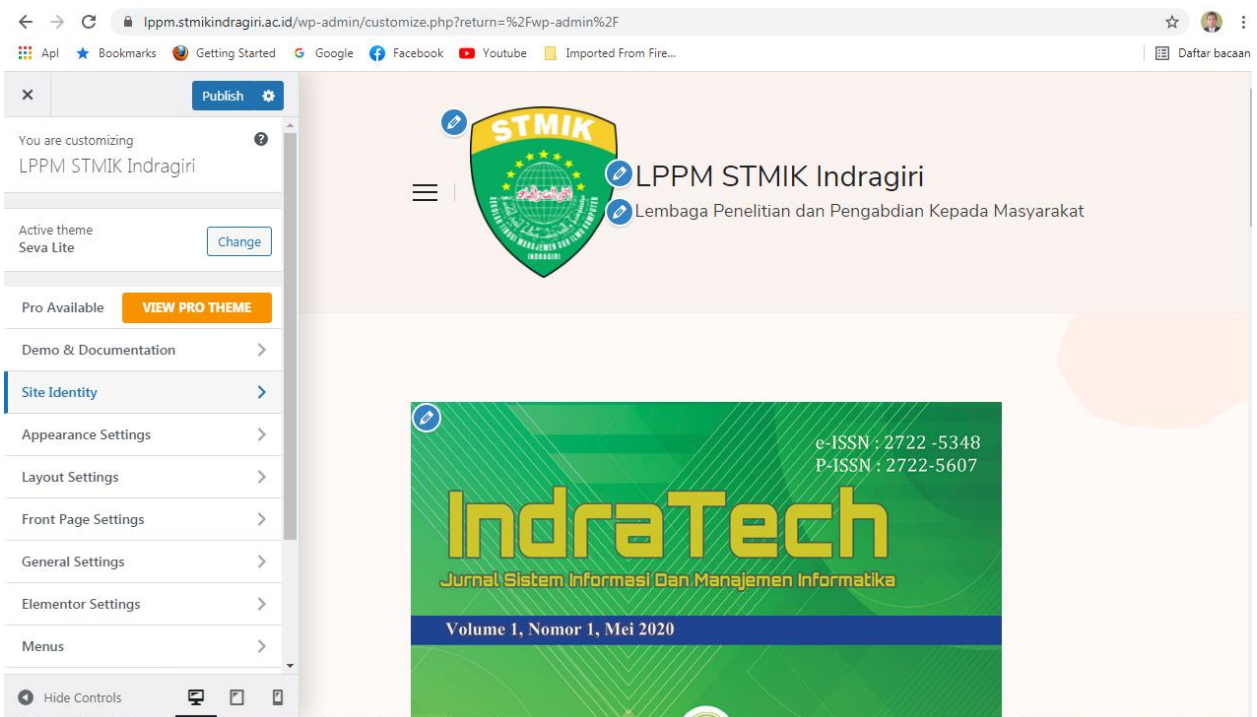 lppm.stmikindragiri.ac.id/wp-admin/customize.php?return=%2Fwp-admin%2F
Apl Bookmarks Getting Started Google Facebook Youtube Imported From Fire... Daftar bacaan
Publish
You are customizing
LPPM STMIK Indragiri
Active theme
Seva Lite
Change
Pro Available VIEW PRO THEME
Demo & Documentation
Site Identity
Appearance Settings
Layout Settings
Front Page Settings
General Settings
Elementor Settings
Menus
Hide Controls
STMIK
INDRAGIRI
LPPM STMIK Indragiri
Lembaga Penelitian dan Pengabdian Kepada Masyarakat
e-ISSN : 2722 -5348
P-ISSN : 2722-5607
IndraTech
Jurnal Sistem Informasi Dan Manajemen Informatika
Volume 1, Nomor 1, Mei 2020